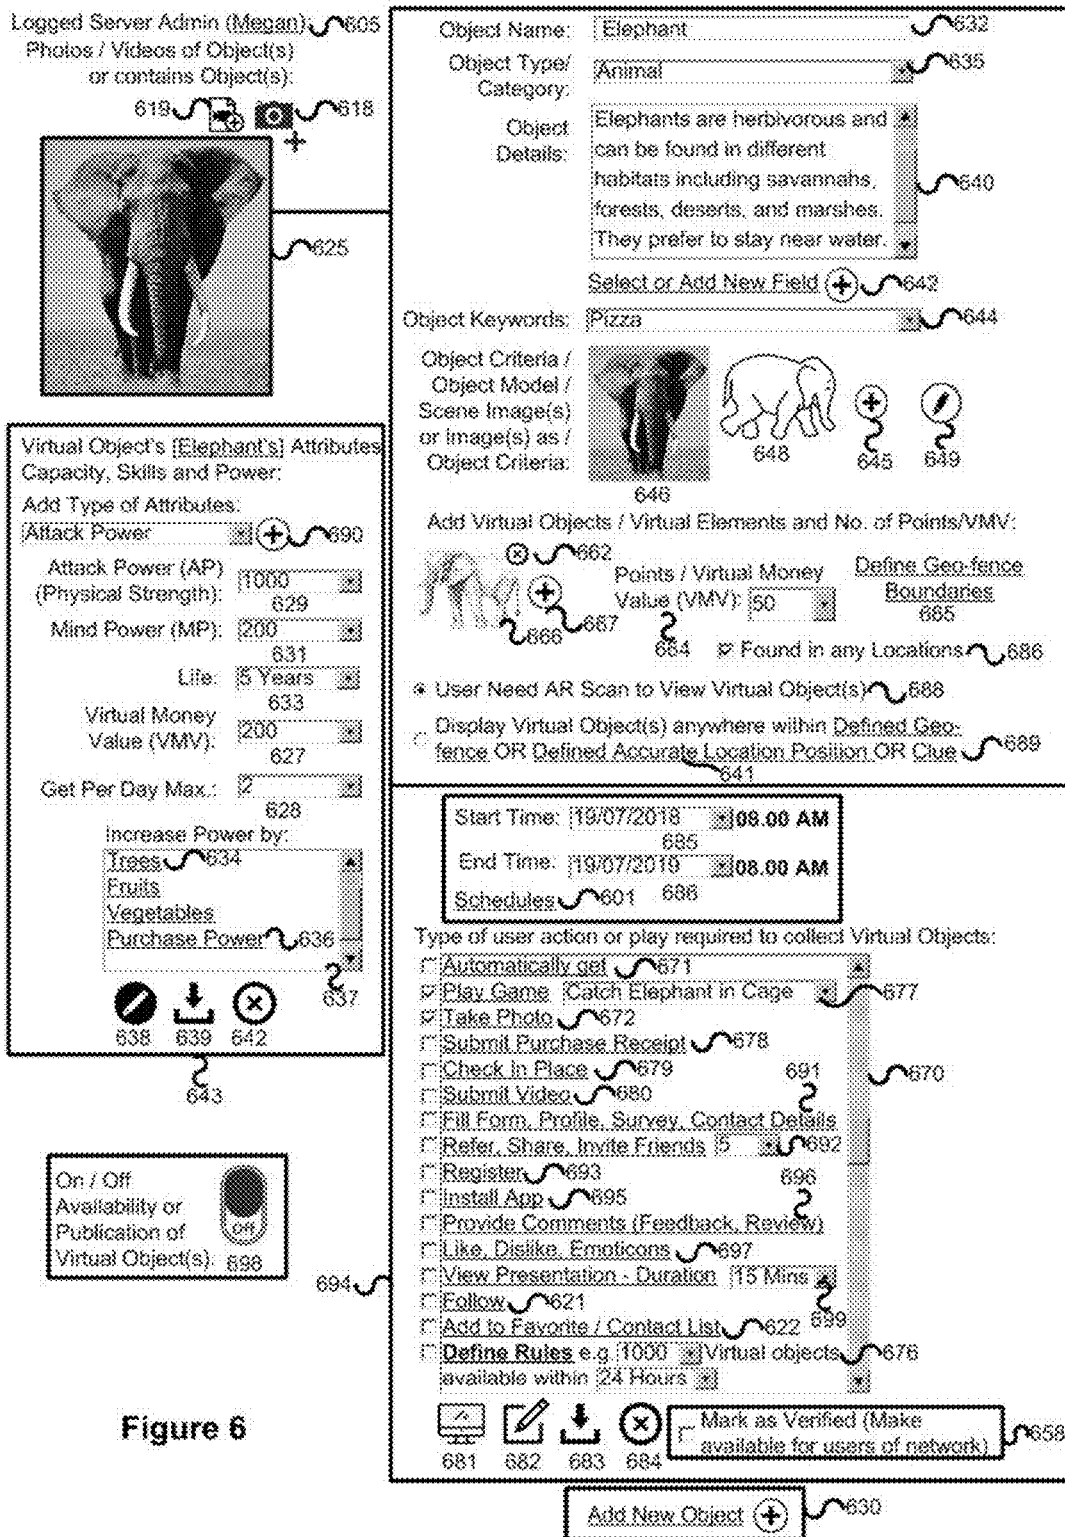 Logged Server Admin (Megan) 605
Photos / Videos of Object(s)
or contains Object(s):
619 618
625
Object Name: Elephant 632
Object Type/
Category: Animal 635
Object
Details:
Elephants are herbivorous and
can be found in different
habitats including savannahs,
forests, deserts, and marshes.
They prefer to stay near water.
640
Select or Add New Field 642
Object Keywords: Pizza 644
Object Criteria /
Object Model /
Scene Image(s)
or Image(s) as /
Object Criteria:
646 648 645 649
Add Virtual Objects / Virtual Elements and No. of Points/VMV:
662
667
666
Points / Virtual Money
Value (VMV): 50
664
Define Geo-fence
Boundaries
665
Found in any Locations 686
User Need AR Scan to View Virtual Object(s) 688
Display Virtual Object(s) anywhere within Defined Geo-
fence OR Defined Accurate Location Position OR Clue 689
641
Virtual Object's [Elephant's] Attributes
Capacity, Skills and Power:
Add Type of Attributes:
Attack Power 690
Attack Power (AP)
(Physical Strength): 1000
629
Mind Power (MP): 200
631
Life: 5 Years
633
Virtual Money
Value (VMV): 200
627
Get Per Day Max.: 2
628
Increase Power by:
Trees 634
Fruits
Vegetables
Purchase Power 636
637
638 639 642
643
Start Time: 19/07/2018 08.00 AM
685
End Time: 19/07/2019 08.00 AM
686
Schedules 601
Type of user action or play required to collect Virtual Objects:
Automatically get 671
Play Game Catch Elephant in Cage 677
Take Photo 672
Submit Purchase Receipt 678
Check In Place 679
Submit Video 680
691
670
Fill Form, Profile, Survey, Contact Details
Refer, Share, Invite Friends 5 692
Register 693
Install App 695
696
Provide Comments (Feedback, Review)
Like, Dislike, Emoticons 697
View Presentation - Duration 15 Mins
699
Follow 621
Add to Favorite / Contact List 622
Define Rules e.g. 1000 Virtual objects 676
available within 24 Hours
681 682 683 684
Mark as Verified (Make
available for users of network)
658
694
On / Off
Availability or
Publication of
Virtual Object(s):
Off
698
Figure 6
Add New Object 630